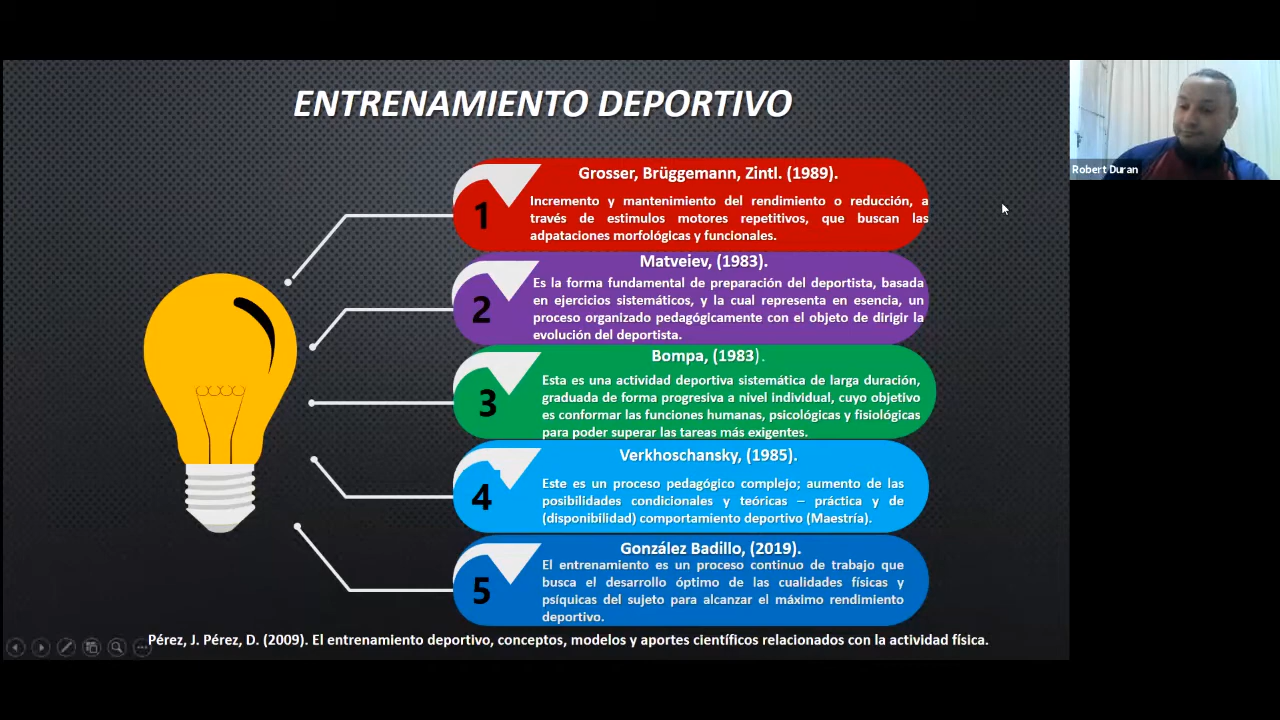 ENTRENAMIENTO DEPORTIVO
Robert Duran
1
Grosser, Brüggemann, Zintl. (1989).
Incremento y mantenimiento del rendimiento o reducción, a
través de estimulos motores repetitivos, que buscan las
adpataciones morfológicas y funcionales.
2
Matveiev, (1983).
Es la forma fundamental de preparación del deportista, basada
en ejercicios sistemáticos, y la cual representa en esencia, un
proceso organizado pedagógicamente con el objeto de dirigir la
evolución del deportista.
3
Bompa, (1983).
Esta es una actividad deportiva sistemática de larga duración,
graduada de forma progresiva a nivel individual, cuyo objetivo
es conformar las funciones humanas, psicológicas y fisiológicas
para poder superar las tareas más exigentes.
4
Verkhoschansky, (1985).
Este es un proceso pedagógico complejo; aumento de las
posibilidades condicionales y teóricas – práctica y de
(disponibilidad) comportamiento deportivo (Maestría).
5
González Badillo, (2019).
El entrenamiento es un proceso continuo de trabajo que
busca el desarrollo óptimo de las cualidades físicas y
psíquicas del sujeto para alcanzar el máximo rendimiento
deportivo.
Pérez, J. Pérez, D. (2009). El entrenamiento deportivo, conceptos, modelos y aportes científicos relacionados con la actividad física.